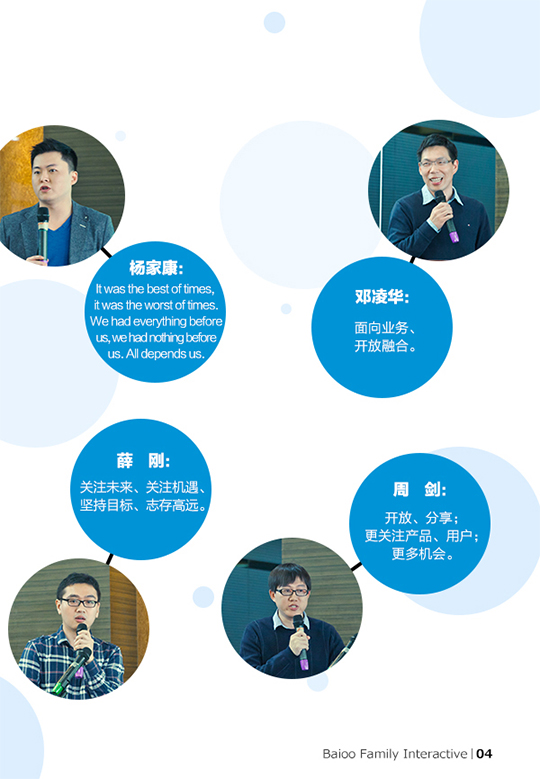 杨家康:
It was the best of times,
it was the worst of times.
We had everything before
us, we had nothing before
us. All depends us.
邓凌华:
面向业务、
开放融合。
薛 刚:
关注未来、关注机遇、
坚持目标、志存高远。
周 剑:
开放、分享；
更关注产品、用户；
更多机会。
Baioo Family Interactive | 04